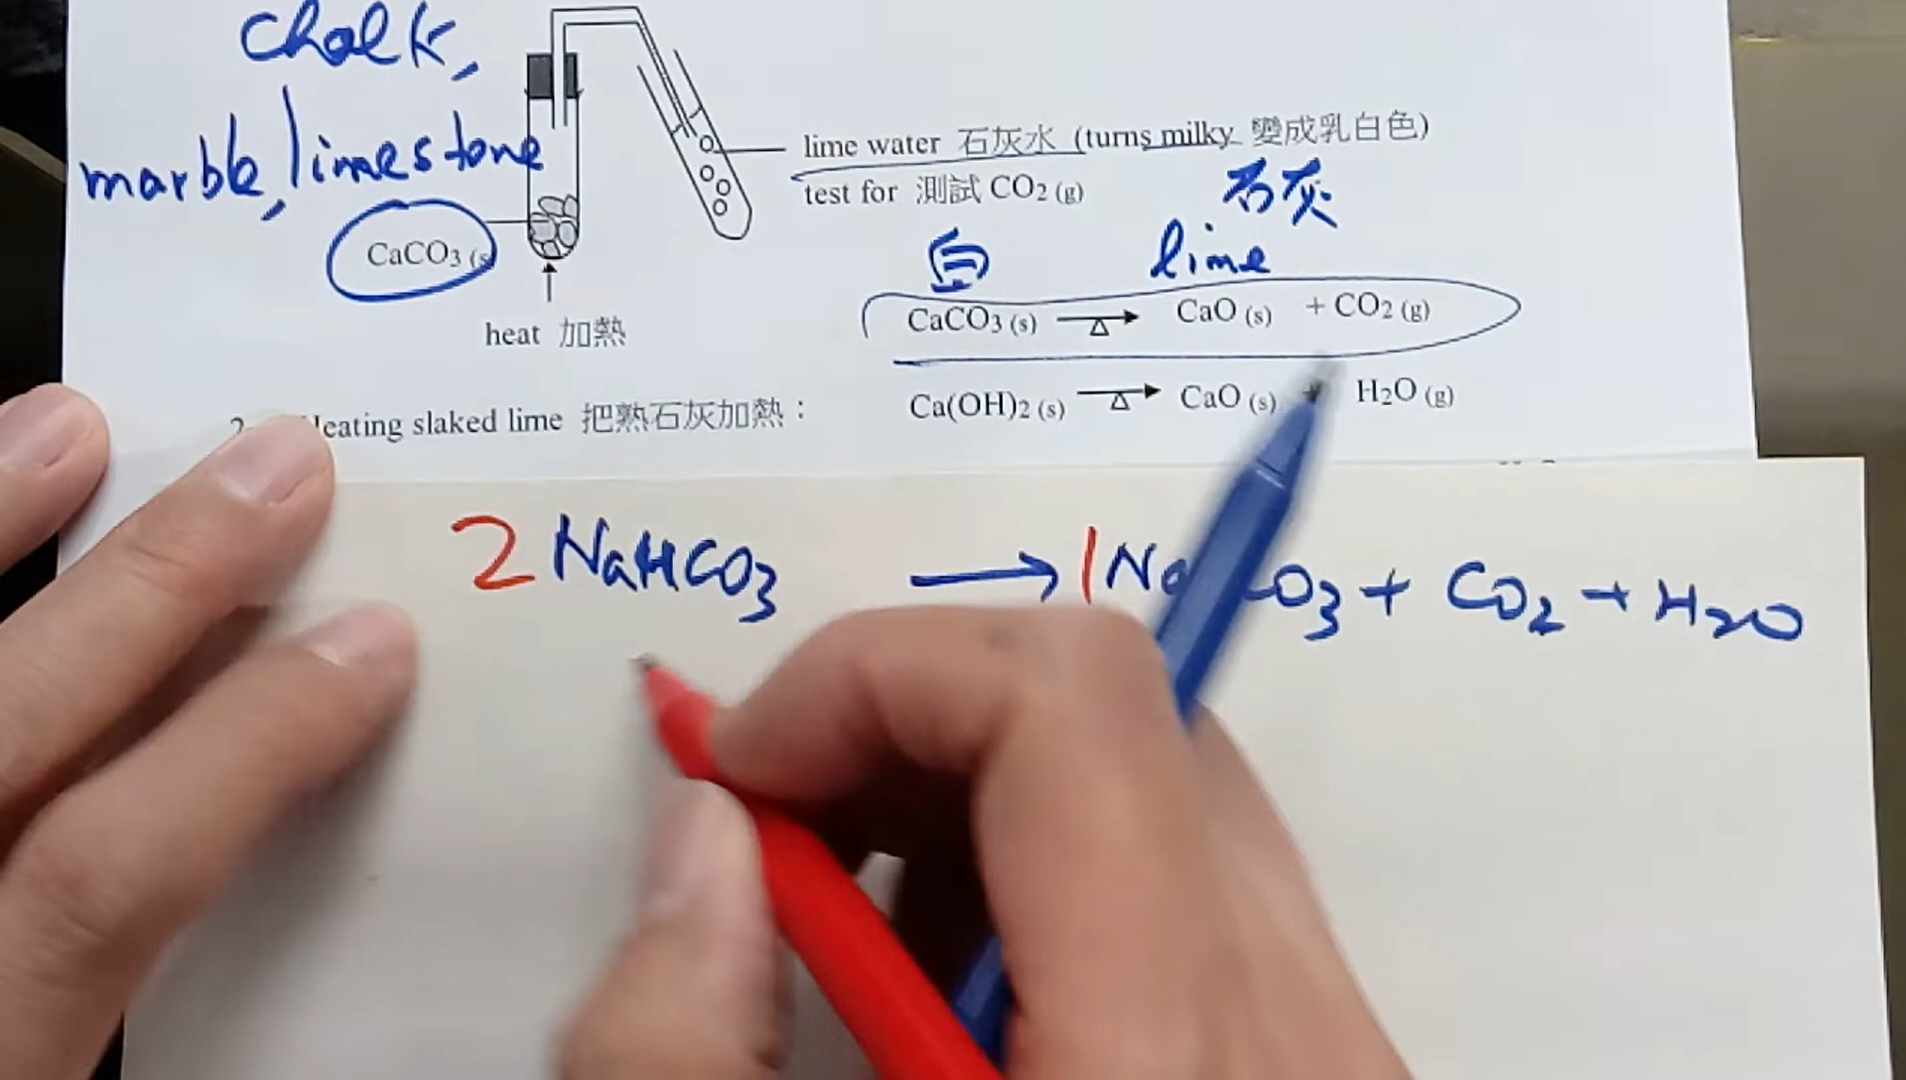 chalk,
marble, limestone
lime water 石灰水 (turns milky 變成乳白色)
test for 測試 CO2 (g)
石灰
白
lime
CaCO3 (s
CaCO3 (s) → Δ CaO (s) + CO2 (g)
heat 加熱
2 Heating slaked lime 把熟石灰加熱：
Ca(OH)2 (s) → Δ CaO (s) + H2O (g)
2 NaHCO3 → 1 Na CO3 + CO2 + H2O